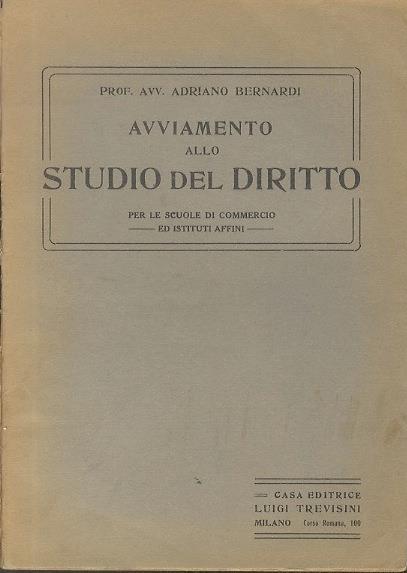 PROF. AVV. ADRIANO BERNARDI
AVVIAMENTO
ALLO
STUDIO DEL DIRITTO
PER LE SCUOLE DI COMMERCIO
ED ISTITUTI AFFINI
CASA EDITRICE
LUIGI TREVISINI
MILANO Corso Romana, 109